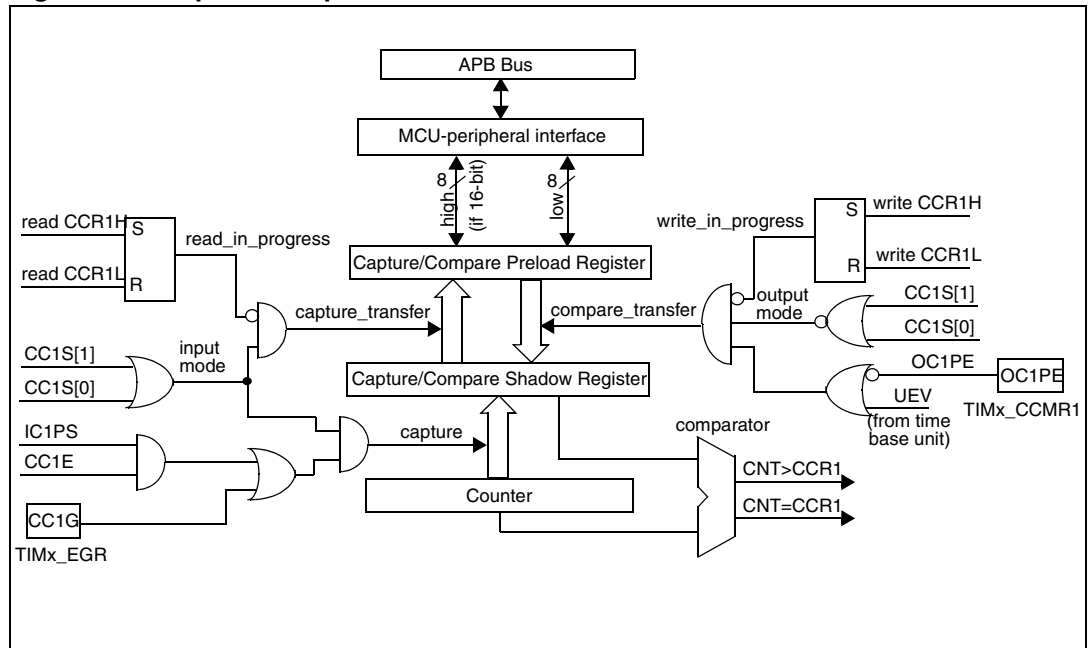 APB Bus
MCU-peripheral interface
8
high
(if 16-bit)
8
low
read CCR1H
S
read_in_progress
read CCR1L
R
write_in_progress
S
write CCR1H
R
write CCR1L
Capture/Compare Preload Register
capture_transfer
compare_transfer
output
mode
CC1S[1]
CC1S[0]
CC1S[1]
input
mode
CC1S[0]
Capture/Compare Shadow Register
OC1PE
OC1PE
UEV
TIMx_CCMR1
(from time
base unit)
IC1PS
CC1E
capture
comparator
CNT>CCR1
Counter
CNT=CCR1
CC1G
TIMx_EGR